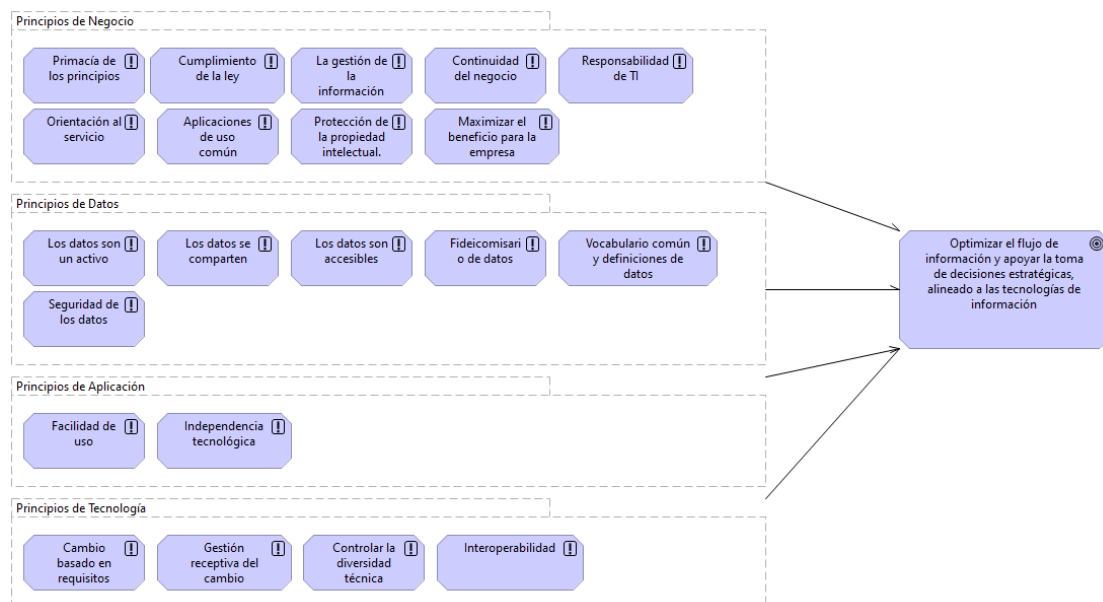 Principios de Negocio
Primacía de
los principios
Cumplimiento
de la ley
La gestión de
la
información
Continuidad
del negocio
Responsabilidad
de TI
Orientación al
servicio
Aplicaciones
de uso
común
Protección de
la propiedad
intelectual.
Maximizar el
beneficio para la
empresa
Principios de Datos
Los datos son
un activo
Los datos se
comparten
Los datos son
accesibles
Fideicomisari
o de datos
Vocabulario común
y definiciones de
datos
Seguridad de
los datos
Principios de Aplicación
Facilidad de
uso
Independencia
tecnológica
Principios de Tecnología
Cambio
basado en
requisitos
Gestión
receptiva del
cambio
Controlar la
diversidad
técnica
Interoperabilidad
Optimizar el flujo de
información y apoyar la toma
de decisiones estratégicas,
alineado a las tecnologías de
información